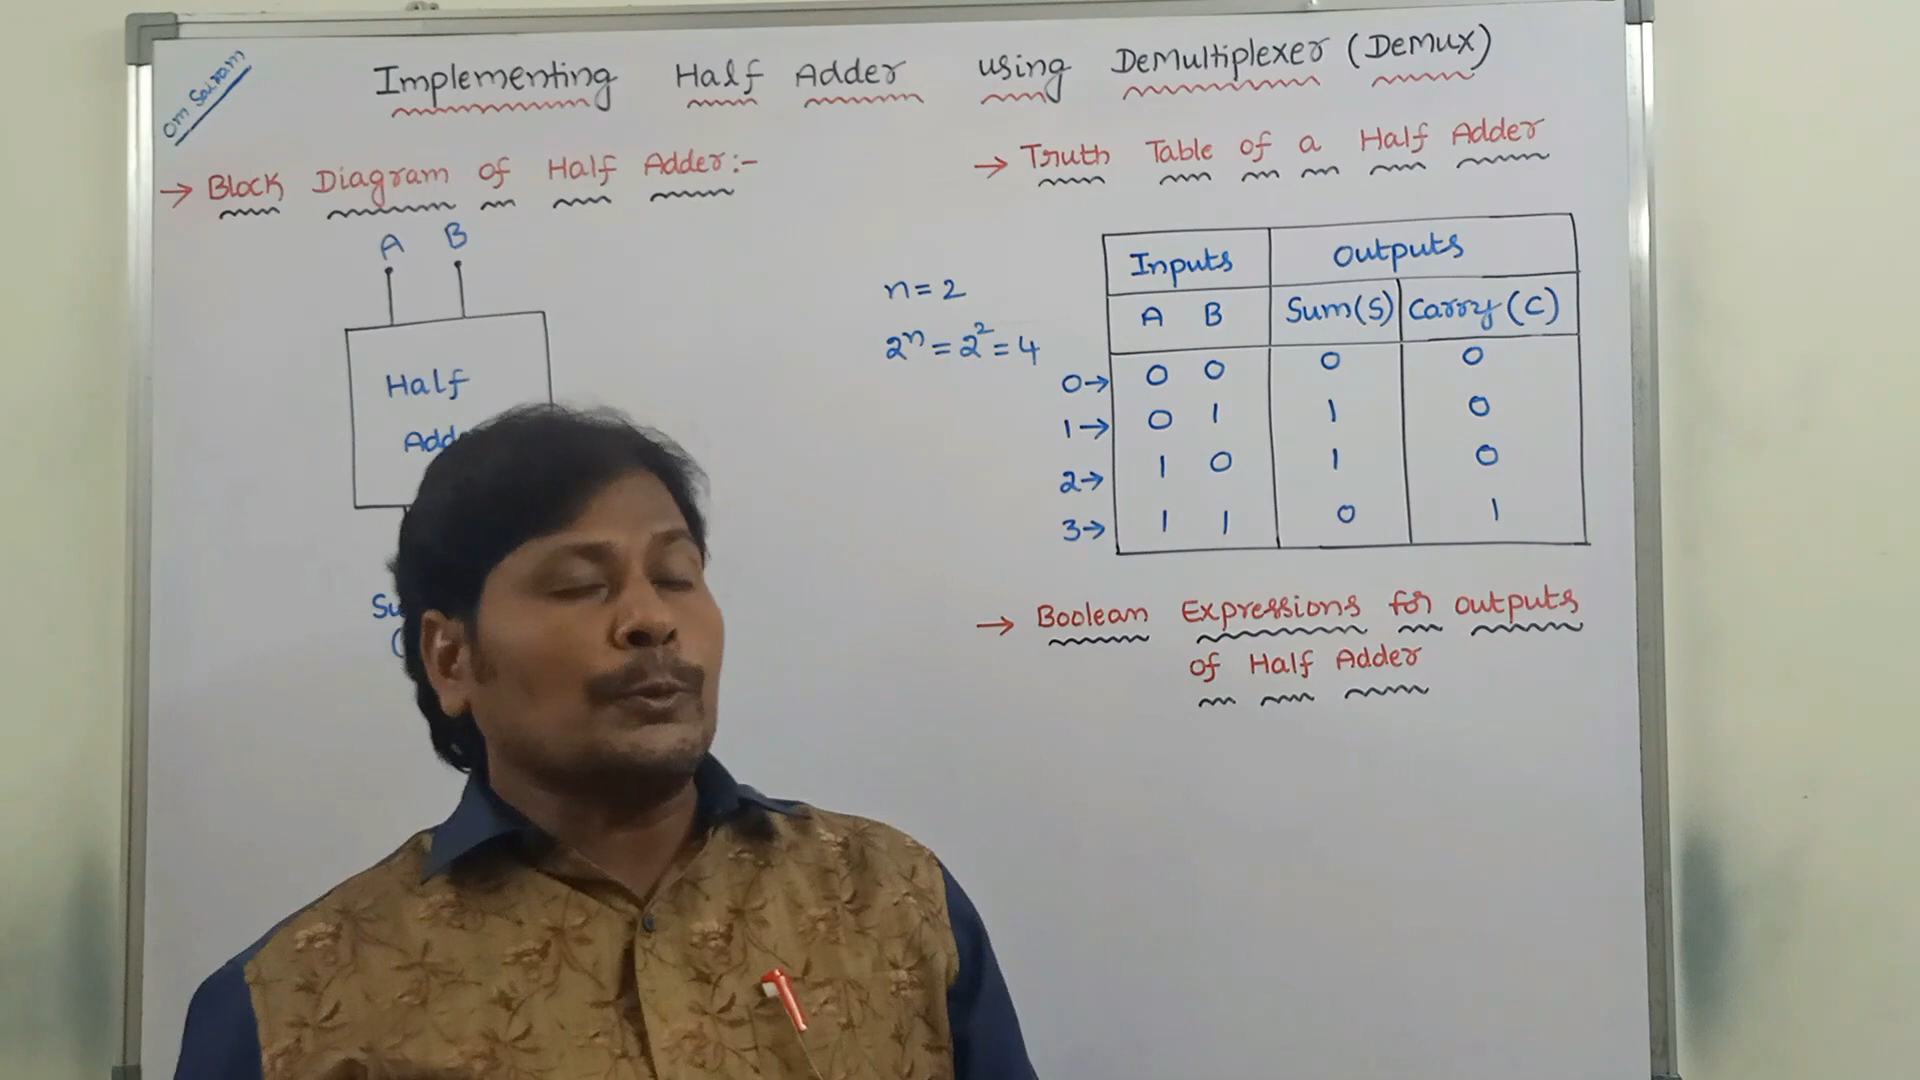 Om Sairam
Implementing Half Adder using DeMultiplexer (DeMUX)
→ Block Diagram of Half Adder:-
A B
Half
→ Truth Table of a Half Adder
n = 2
2ⁿ = 2² = 4
Inputs Outputs
A B Sum(S) Carry(C)
0→ 0 0 0 0
1→ 0 1 1 0
2→ 1 0 1 0
3→ 1 1 0 1
→ Boolean Expressions for outputs
of Half Adder